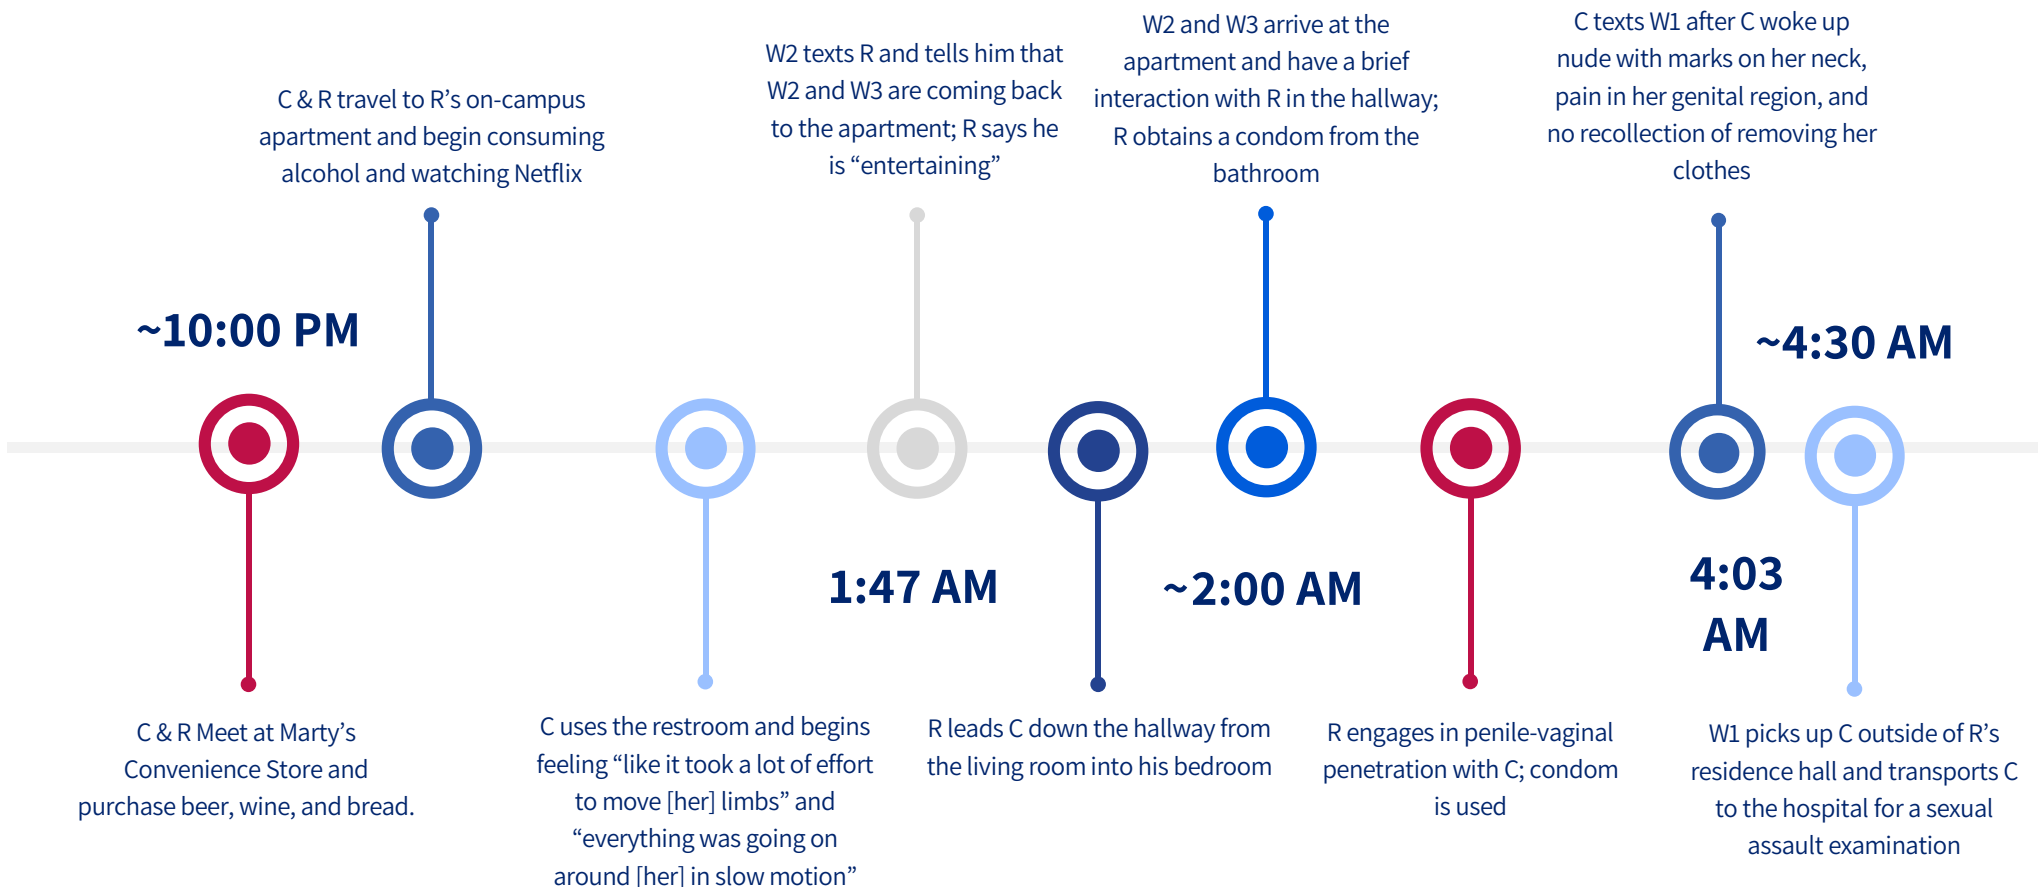 ~10:00 PM
C & R Meet at Marty’s
Convenience Store and
purchase beer, wine, and bread.
C & R travel to R’s on-campus
apartment and begin consuming
alcohol and watching Netflix
C uses the restroom and begins
feeling “like it took a lot of effort
to move [her] limbs” and
“everything was going on
around [her] in slow motion”
W2 texts R and tells him that
W2 and W3 are coming back
to the apartment; R says he
is “entertaining”
1:47 AM
R leads C down the hallway from
the living room into his bedroom
W2 and W3 arrive at the
apartment and have a brief
interaction with R in the hallway;
R obtains a condom from the
bathroom
~2:00 AM
R engages in penile-vaginal
penetration with C; condom
is used
C texts W1 after C woke up
nude with marks on her neck,
pain in her genital region, and
no recollection of removing her
clothes
4:03
AM
~4:30 AM
W1 picks up C outside of R’s
residence hall and transports C
to the hospital for a sexual
assault examination